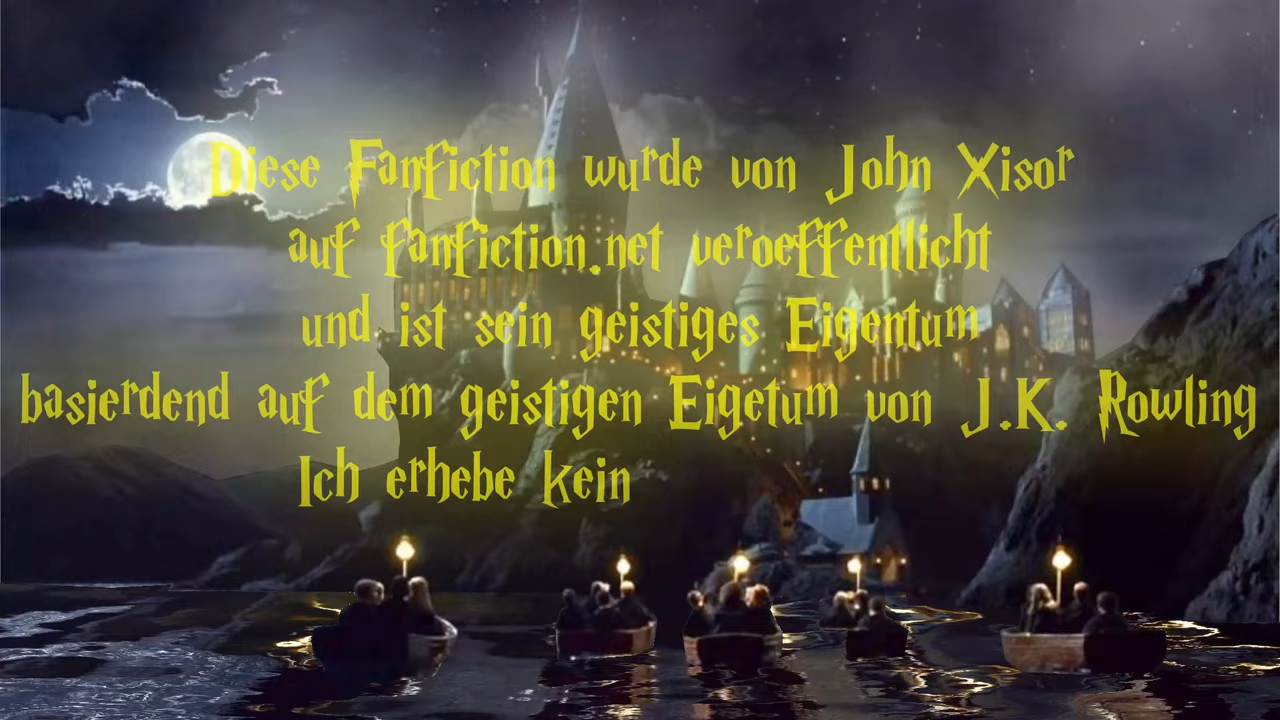 Diese Fanfiction wurde von John Xisor
auf fanfiction.net veroeffentlicht
und ist sein geistiges Eigentum
basierdend auf dem geistigen Eigetum von J.K. Rowling
Ich erhebe kein